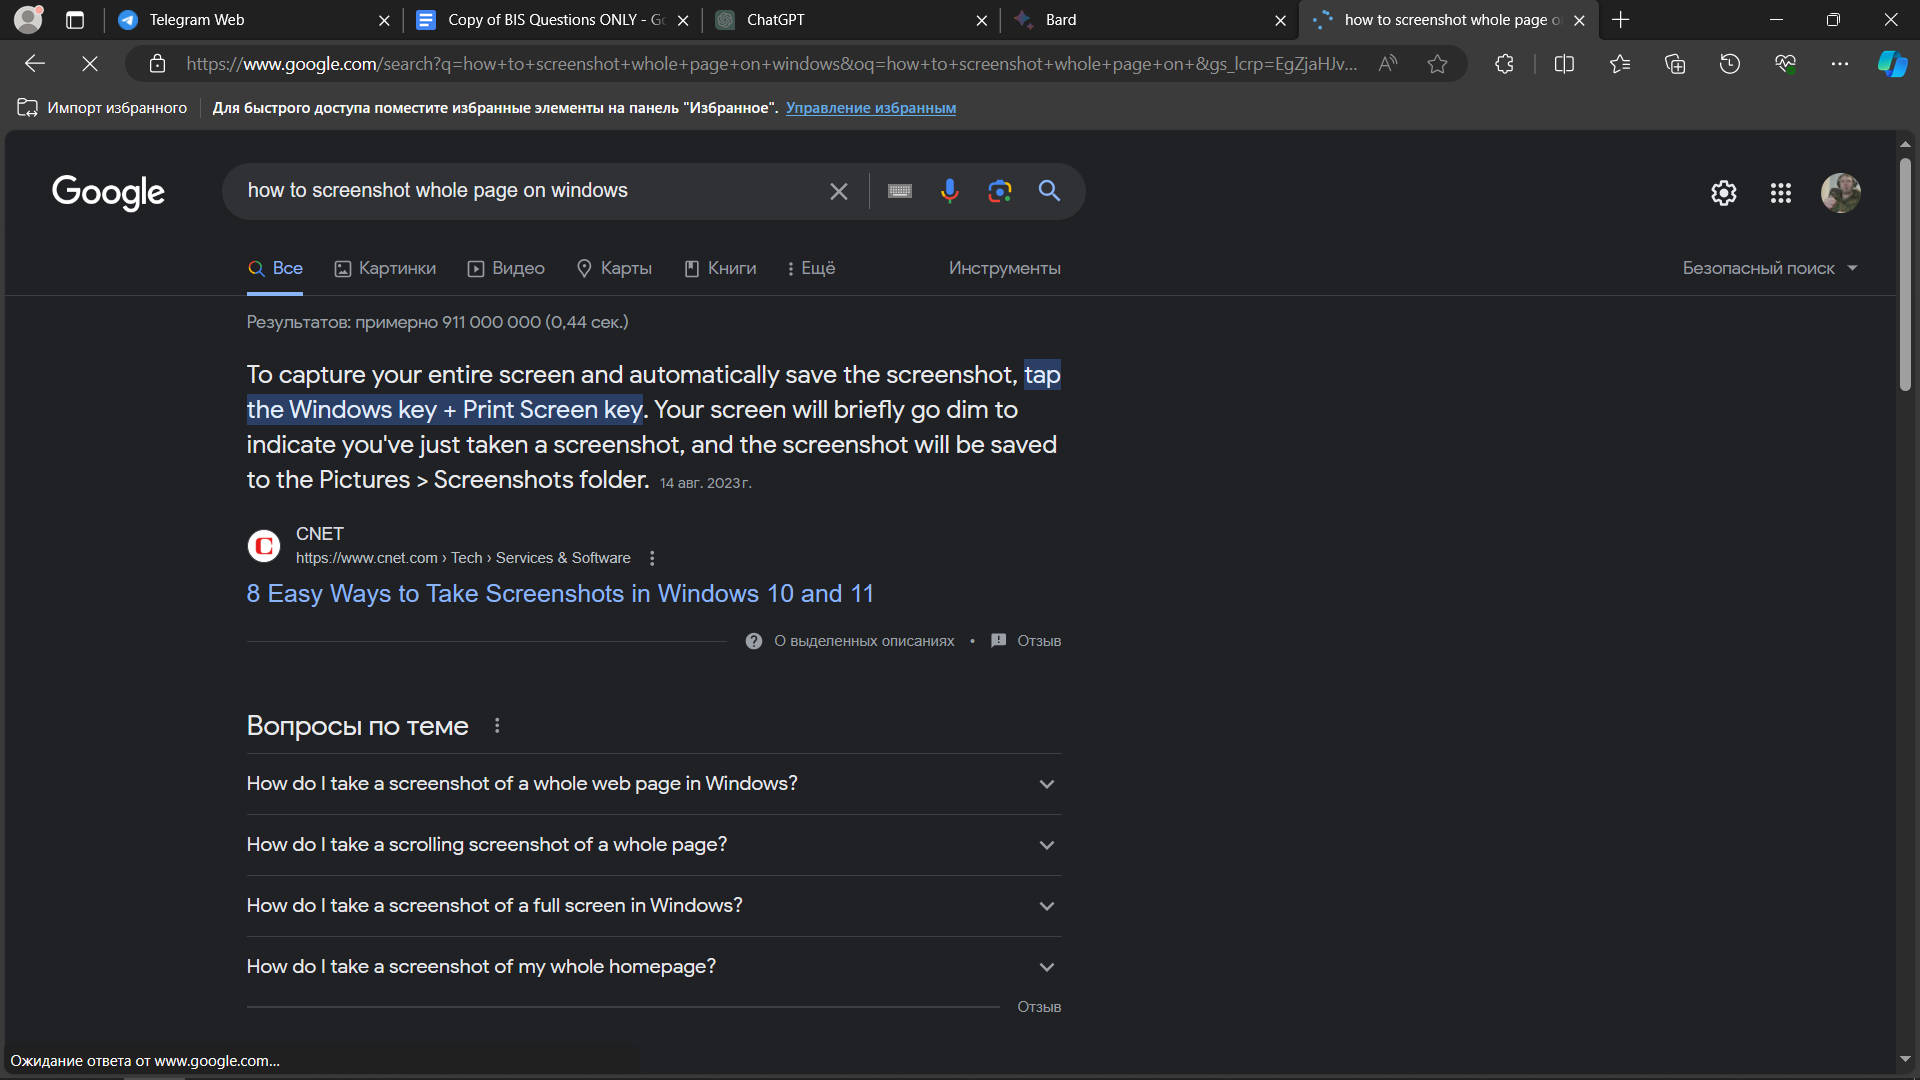 Telegram Web
Copy of BIS Questions ONLY - Go
ChatGPT
Bard
how to screenshot whole page o
https://www.google.com/search?q=how+to+screenshot+whole+page+on+windows&oq=how+to+screenshot+whole+page+on+&gs_lcrp=EgZjaHJv...
Импорт избранного
Для быстрого доступа поместите избранные элементы на панель "Избранное". Управление избранным
Google
how to screenshot whole page on windows
Все
Картинки
Видео
Карты
Книги
Ещё
Инструменты
Безопасный поиск
Результатов: примерно 911 000 000 (0,44 сек.)
To capture your entire screen and automatically save the screenshot, tap
the Windows key + Print Screen key. Your screen will briefly go dim to
indicate you've just taken a screenshot, and the screenshot will be saved
to the Pictures > Screenshots folder. 14 авг. 2023 г.
CNET
https://www.cnet.com › Tech › Services & Software
8 Easy Ways to Take Screenshots in Windows 10 and 11
О выделенных описаниях • Отзыв
Вопросы по теме
How do I take a screenshot of a whole web page in Windows?
How do I take a scrolling screenshot of a whole page?
How do I take a screenshot of a full screen in Windows?
How do I take a screenshot of my whole homepage?
Отзыв
Ожидание ответа от www.google.com...